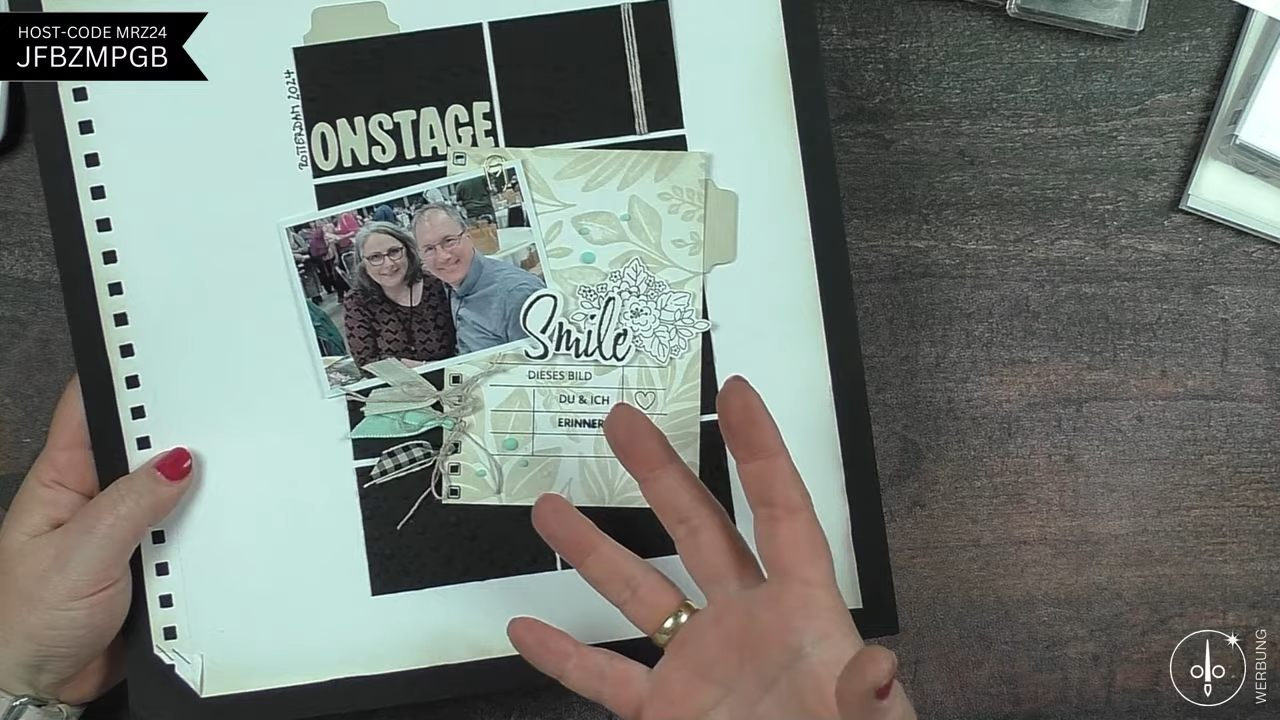 HOST-CODE MRZ24
JFBZMPGB
ROTTERDAM 2024
ONSTAGE
Smile
DIESES BILD
DU & ICH
ERINNER
WERBUNG